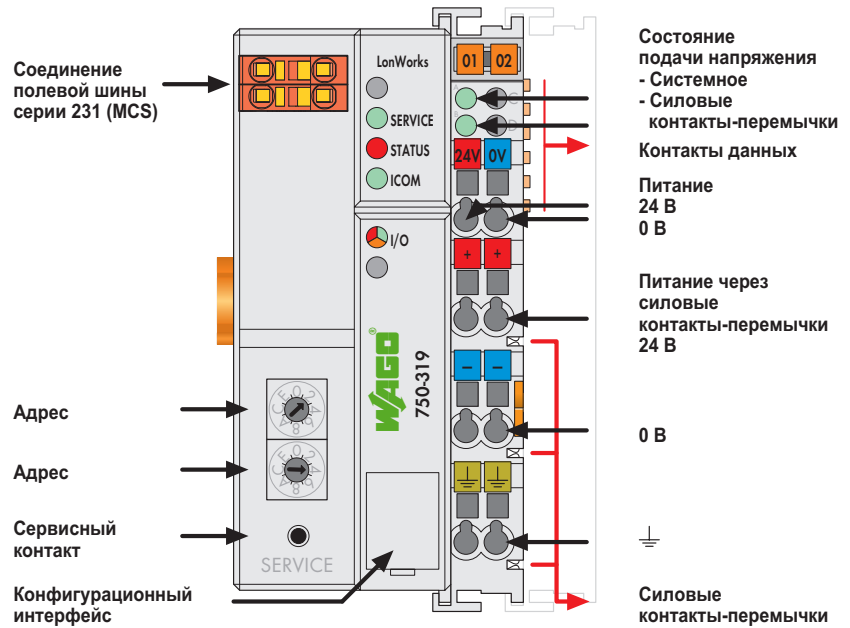 Соединение
полевой шины
серии 231 (MCS)
Адрес
Адрес
Сервисный
контакт
Конфигурационный
интерфейс
LonWorks
SERVICE
STATUS
ICOM
I/O
WAGO®
750-319
SERVICE
01 02
A
C
B
D
24V 0V
+ +
− −
Состояние
подачи напряжения
- Системное
- Силовые
контакты-перемычки
Контакты данных
Питание
24 В
0 В
Питание через
силовые
контакты-перемычки
24 В
0 В
Силовые
контакты-перемычки